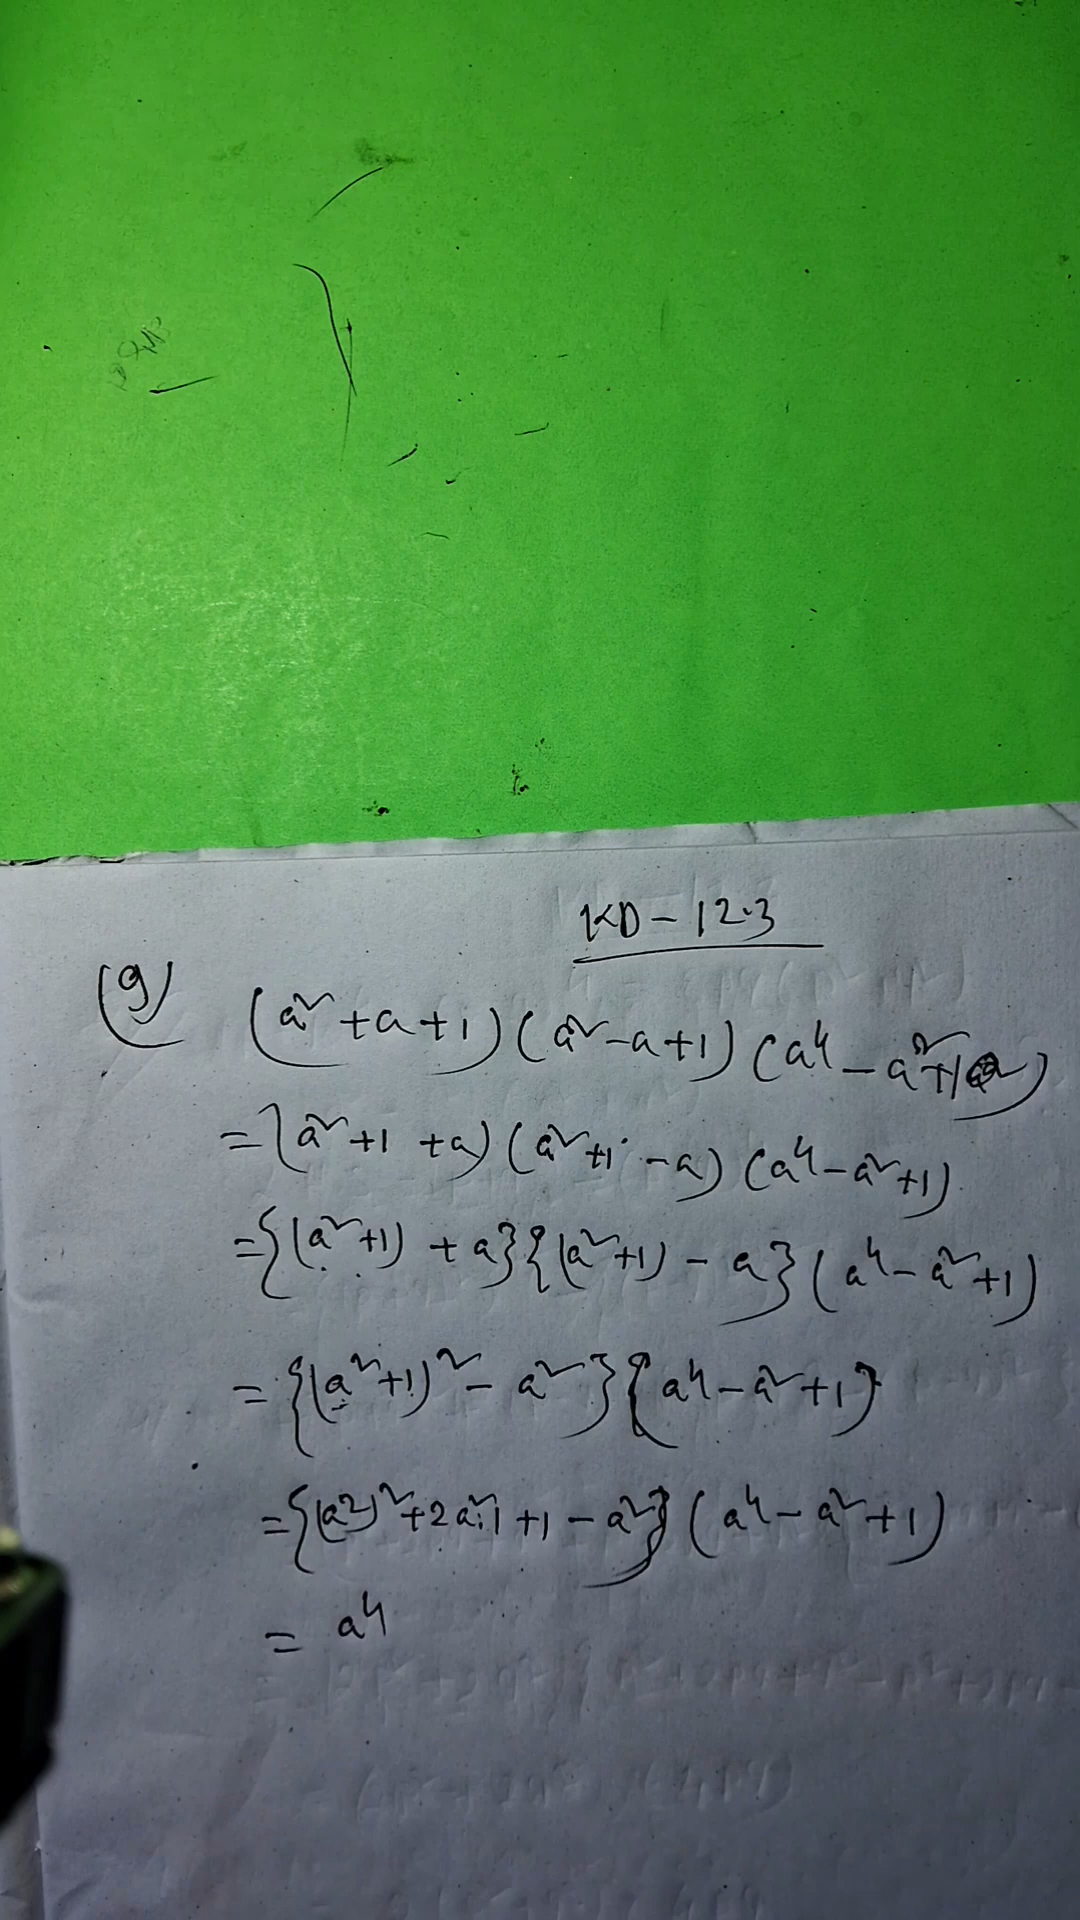 KD - 12.3
(g) (a² + a + 1) (a² - a + 1) (a⁴ - a² + 1)
= (a² + 1 + a) (a² + 1 - a) (a⁴ - a² + 1)
= {(a² + 1) + a} {(a² + 1) - a} (a⁴ - a² + 1)
= {(a² + 1)² - a²} {a⁴ - a² + 1}
= {(a²)² + 2a².1 + 1 - a²} (a⁴ - a² + 1)
= a⁴